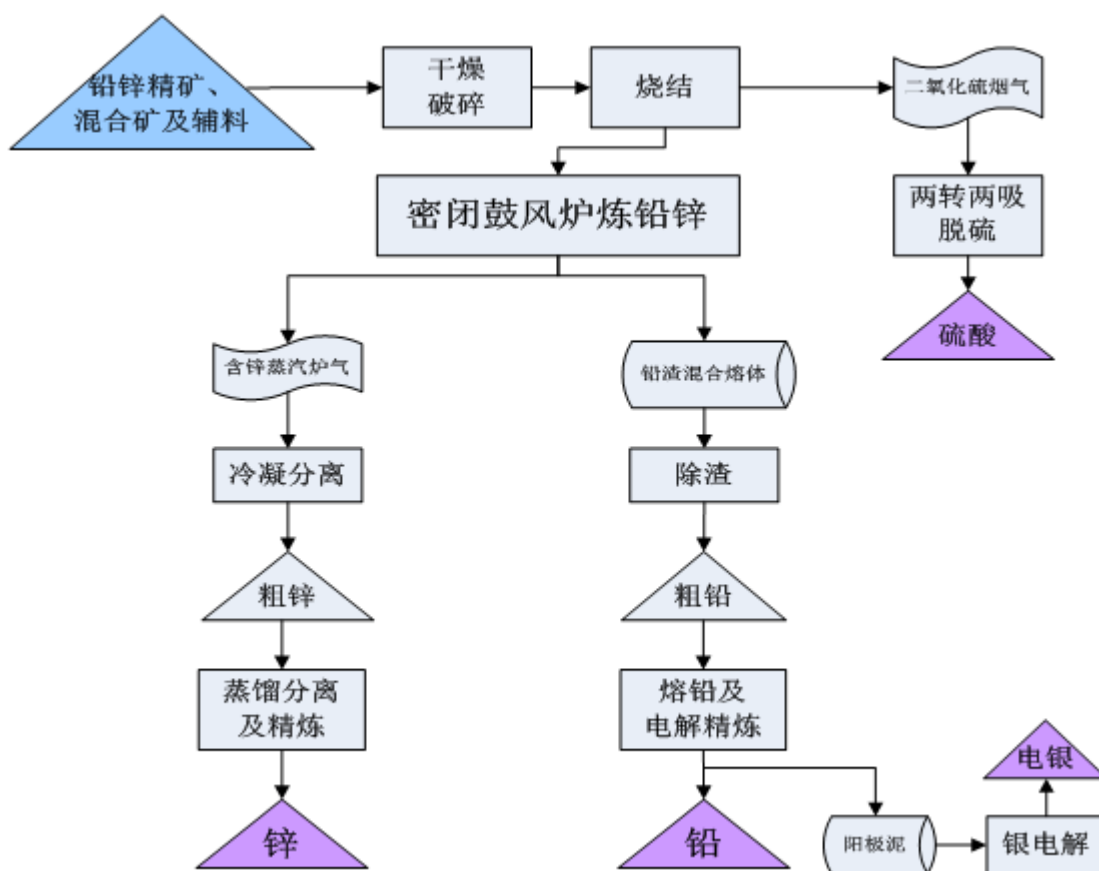 铅锌精矿、
混合矿及辅料
干燥
破碎
烧结
二氧化硫烟气
密闭鼓风炉炼铅锌
两转两吸
脱硫
硫酸
含锌蒸汽炉气
铅渣混合熔体
冷凝分离
除渣
粗锌
粗铅
蒸馏分离
及精炼
熔铅及
电解精炼
电银
锌
铅
阳极泥
银电解